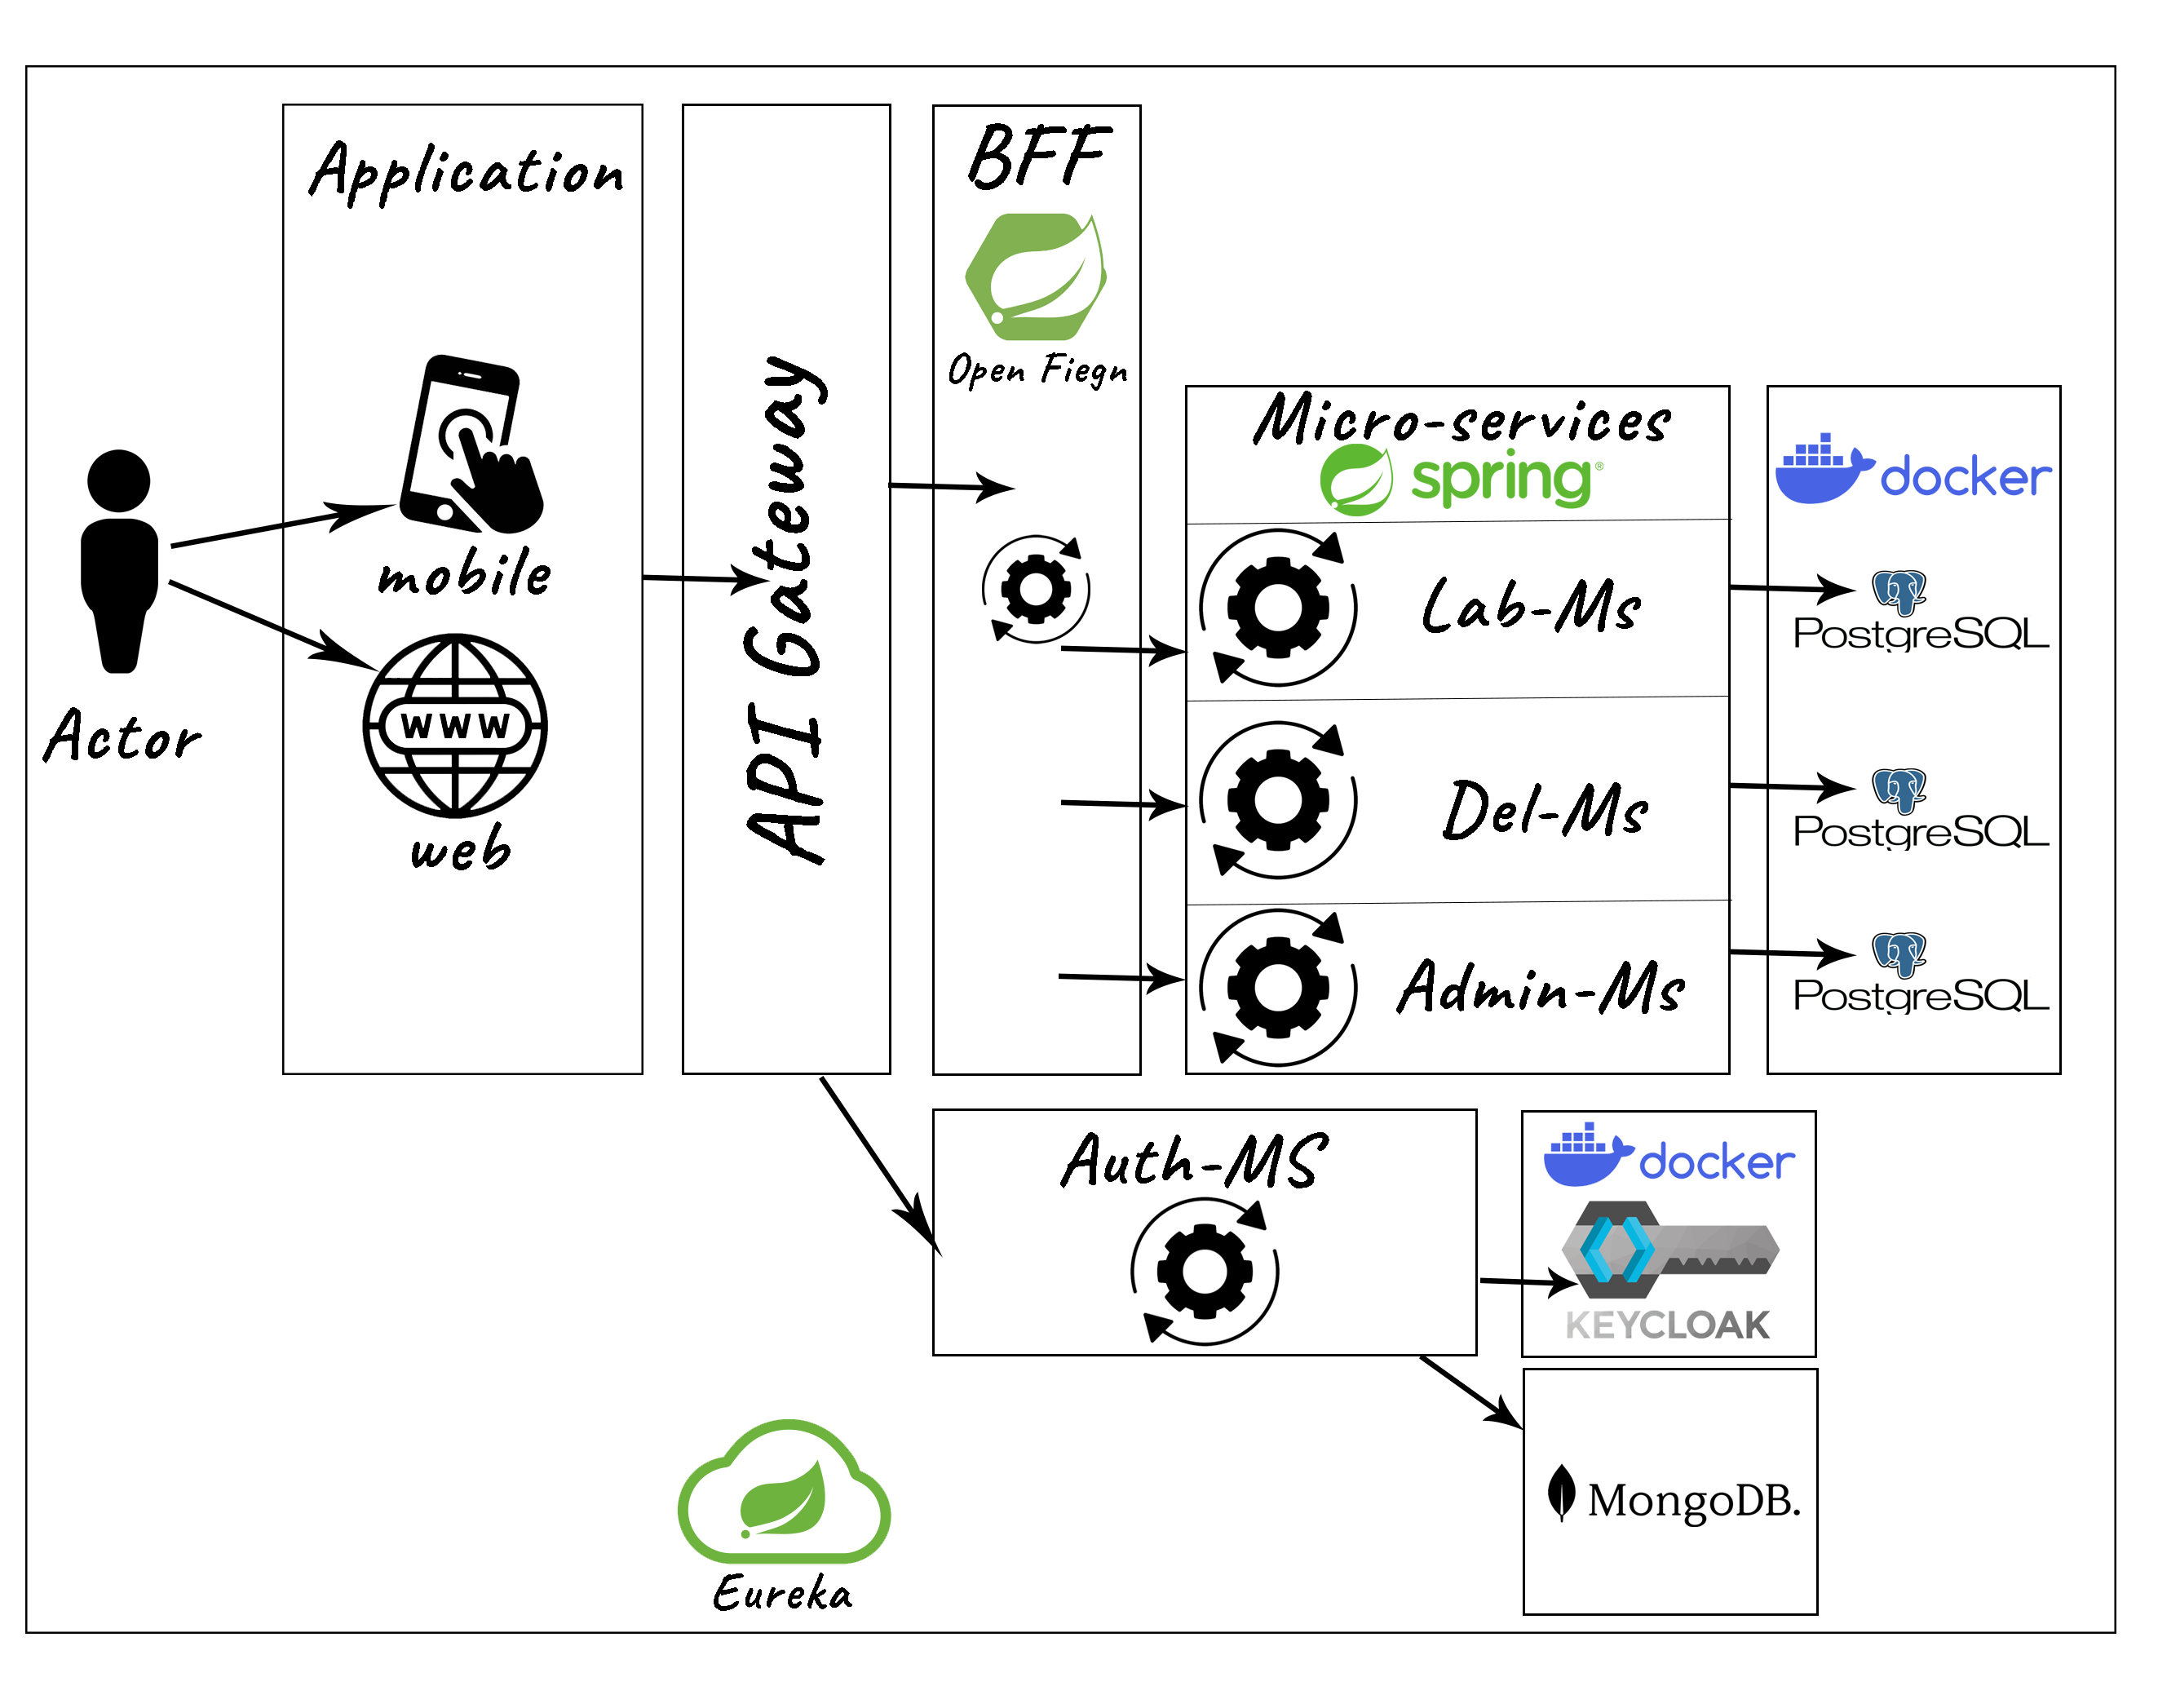 Application
mobile
www
web
Actor
API Gateway
BFF
Open Fiegn
Micro-services
spring®
Lab-Ms
Del-Ms
Admin-Ms
docker
PostgreSQL
PostgreSQL
PostgreSQL
Auth-MS
docker
KEYCLOAK
MongoDB.
Eureka